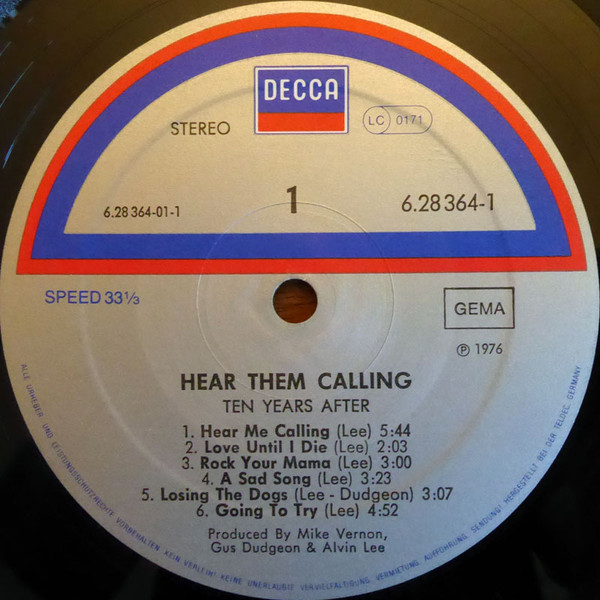 DECCA
STEREO
LC 0171
6.28 364-01-1
1
6.28 364-1
SPEED 33⅓
GEMA
℗ 1976
HEAR THEM CALLING
TEN YEARS AFTER
1. Hear Me Calling (Lee) 5:44
2. Love Until I Die (Lee) 2:03
3. Rock Your Mama (Lee) 3:00
4. A Sad Song (Lee) 3:23
5. Losing The Dogs (Lee - Dudgeon) 3:07
6. Going To Try (Lee) 4:52
Produced By Mike Vernon,
Gus Dudgeon & Alvin Lee
ALLE URHEBER- UND LEISTUNGSSCHUTZRECHTE VORBEHALTEN KEIN VERLEIH! KEINE UNERLAUBTE VERVIELFÄLTIGUNG, VERMIETUNG, AUFFÜHRUNG, SENDUNG! HERGESTELLT BEI DER TELDEC GERMANY